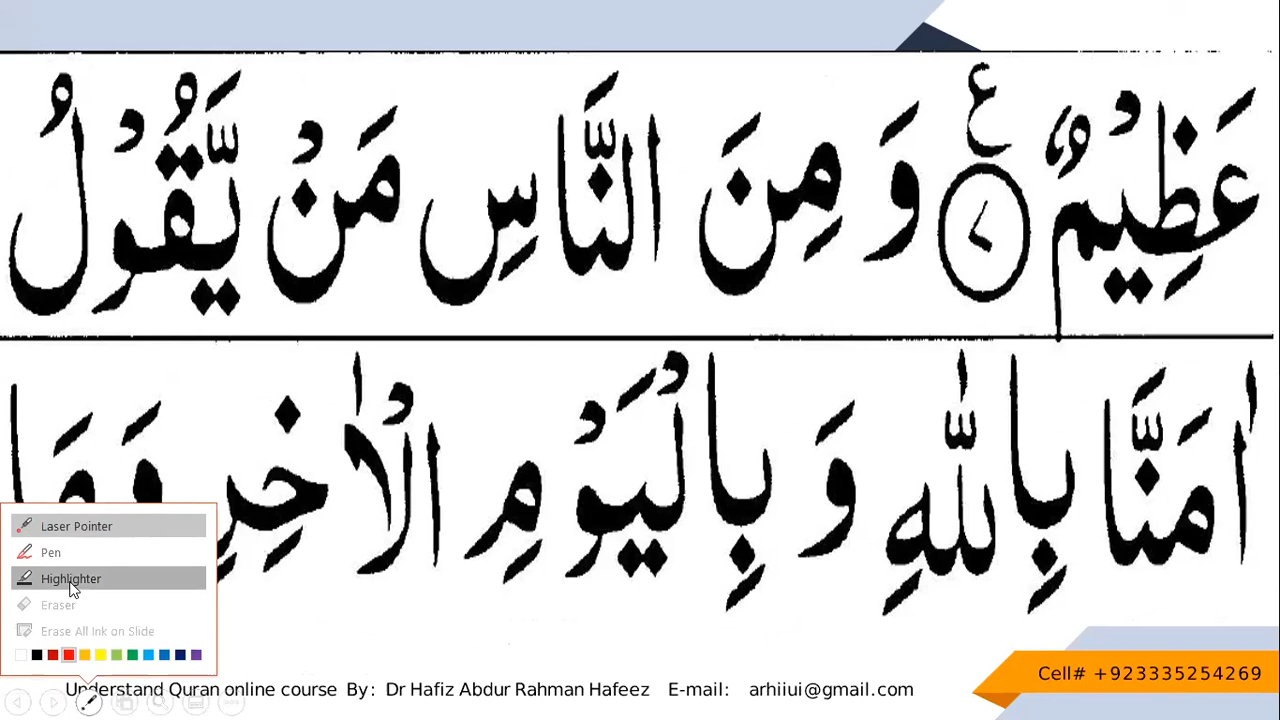 عَظِيْمٌ ۷ ع وَ مِنَ النَّاسِ مَنْ يَّقُوْلُ
اٰمَنَّا بِاللّٰهِ وَ بِالْيَوْمِ الْاٰخِرِ وَمَا
Laser Pointer
Pen
Highlighter
Eraser
Erase All Ink on Slide
Cell# +923335254269
Understand Quran online course By: Dr Hafiz Abdur Rahman Hafeez E-mail: arhiiui@gmail.com